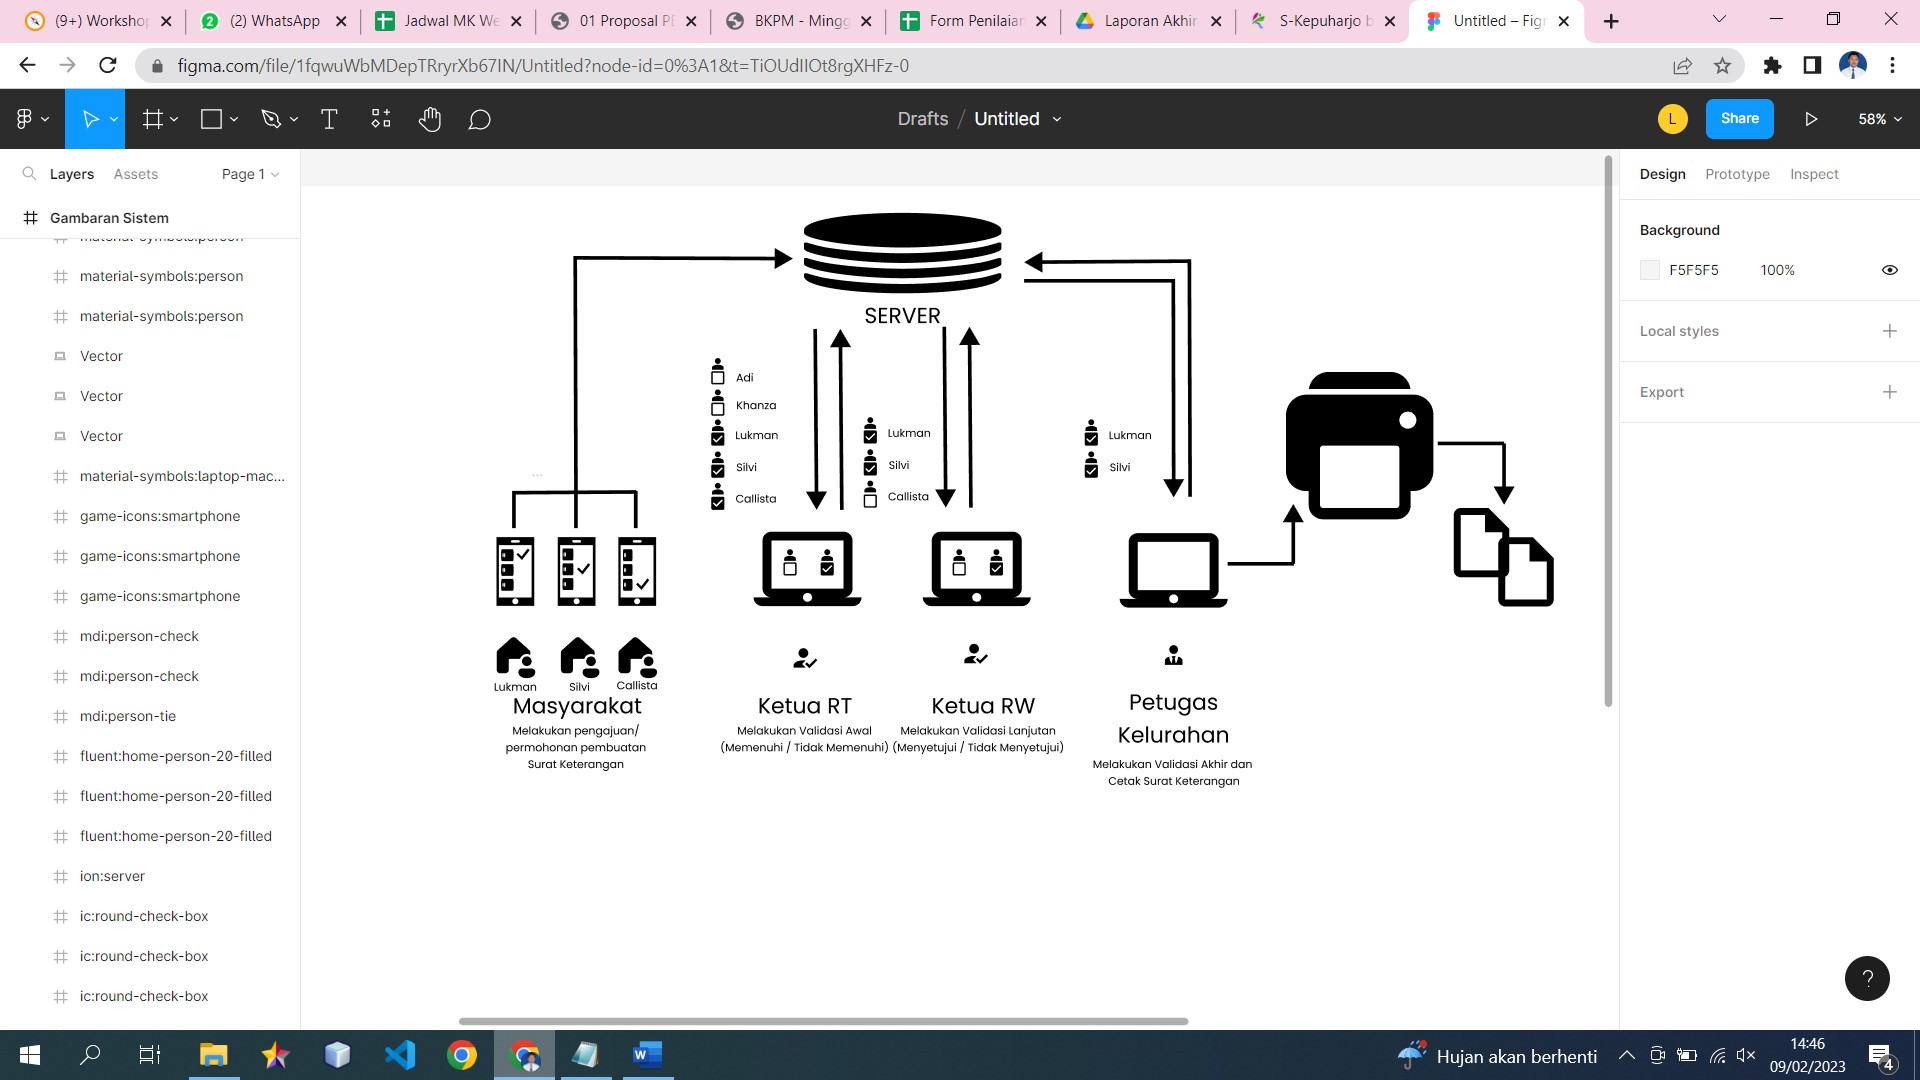 (9+) Workshop
(2) WhatsApp
Jadwal MK We
01 Proposal PE
BKPM - Mingg
Form Penilaian
Laporan Akhir
S-Kepuharjo b
Untitled – Figm
figma.com/file/1fqwuWbMDepTRryrXb67IN/Untitled?node-id=0%3A1&t=TiOUdIIOt8rgXHFz-0
Drafts / Untitled
L
Share
58%
Layers
Assets
Page 1
Gambaran Sistem
material-symbols:person
material-symbols:person
material-symbols:person
Vector
Vector
Vector
material-symbols:laptop-mac...
game-icons:smartphone
game-icons:smartphone
game-icons:smartphone
mdi:person-check
mdi:person-check
mdi:person-tie
fluent:home-person-20-filled
fluent:home-person-20-filled
fluent:home-person-20-filled
ion:server
ic:round-check-box
ic:round-check-box
ic:round-check-box
SERVER
Adi
Khanza
Lukman
Silvi
Callista
Lukman
Silvi
Callista
Lukman
Silvi
...
Lukman
Silvi
Callista
Masyarakat
Melakukan pengajuan/
permohonan pembuatan
Surat Keterangan
Ketua RT
Melakukan Validasi Awal
(Memenuhi / Tidak Memenuhi)
Ketua RW
Melakukan Validasi Lanjutan
(Menyetujui / Tidak Menyetujui)
Petugas
Kelurahan
Melakukan Validasi Akhir dan
Cetak Surat Keterangan
Design
Prototype
Inspect
Background
F5F5F5
100%
Local styles
Export
?
Hujan akan berhenti
14:46
09/02/2023
4